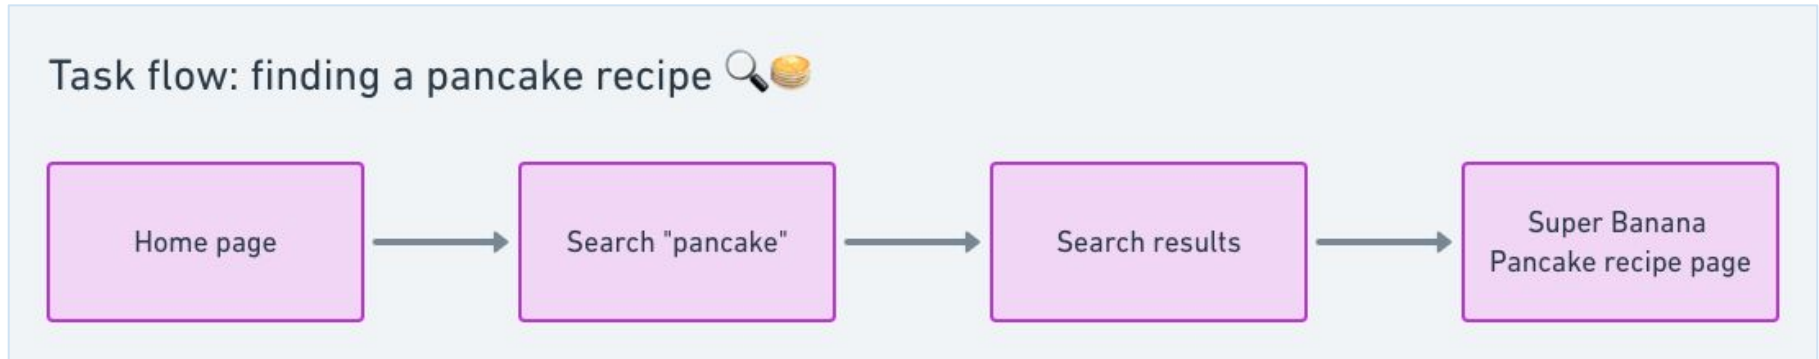 Task flow: finding a pancake recipe 🔍🥞
Home page
Search "pancake"
Search results
Super Banana
Pancake recipe page